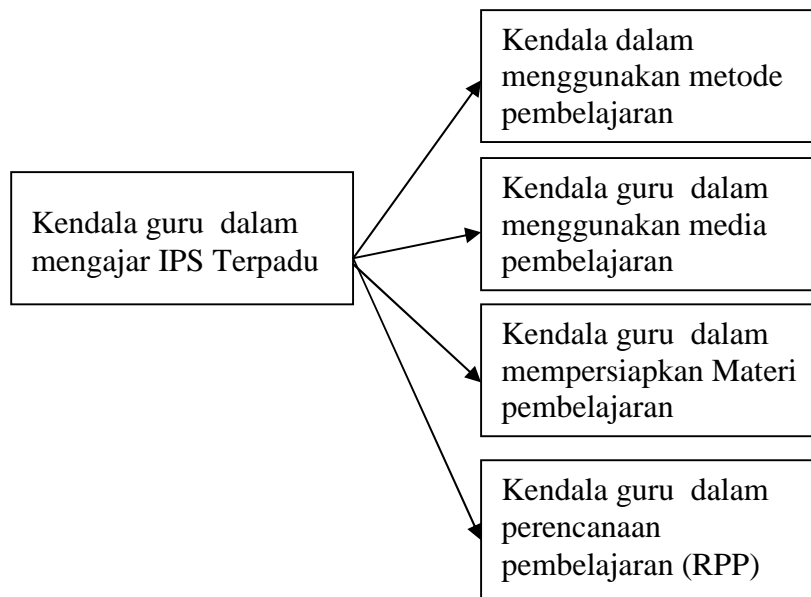 Kendala dalam
menggunakan metode
pembelajaran
Kendala guru  dalam
mengajar IPS Terpadu
Kendala guru  dalam
menggunakan media
pembelajaran
Kendala guru  dalam
mempersiapkan Materi
pembelajaran
Kendala guru  dalam
perencanaan
pembelajaran (RPP)